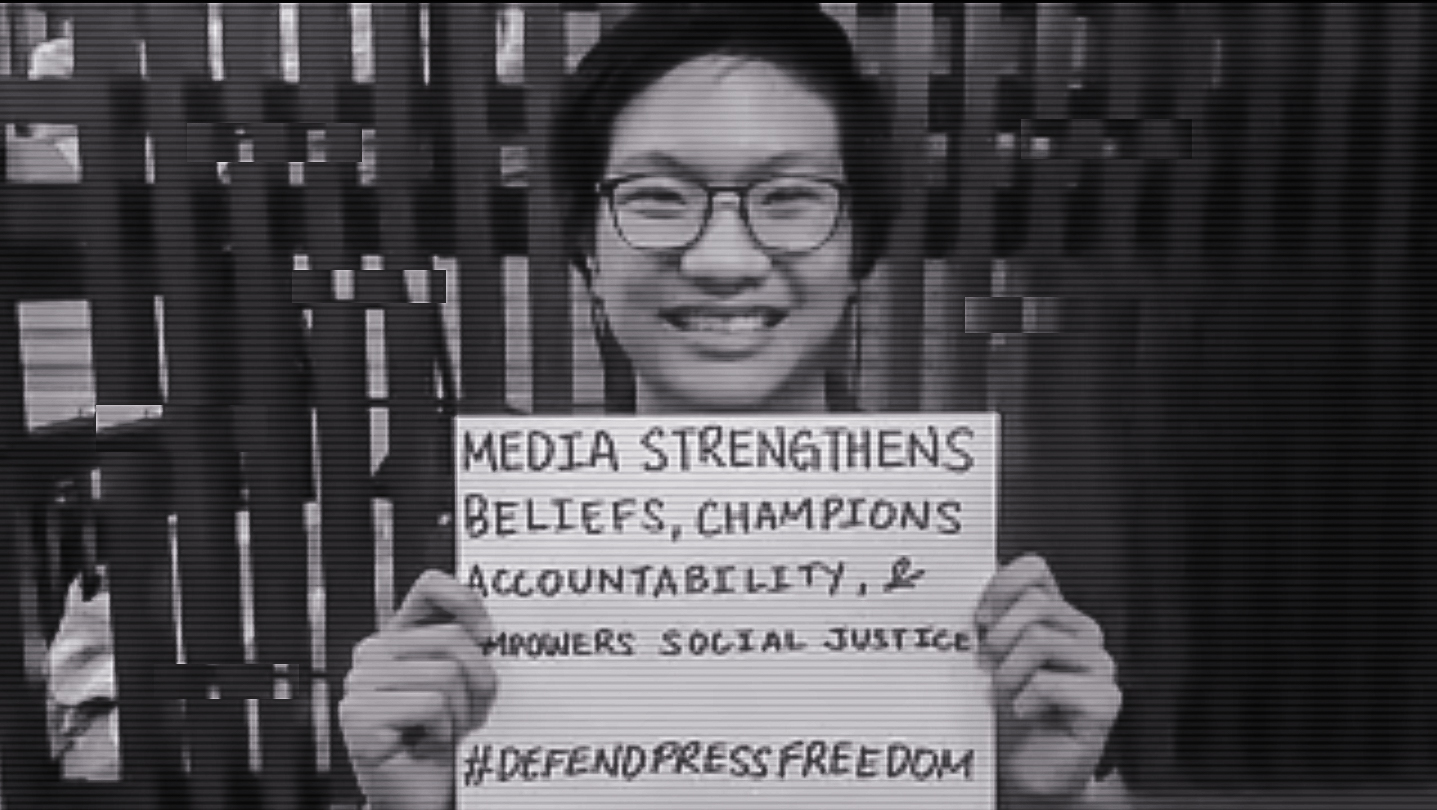 MEDIA STRENGTHENS
BELIEFS, CHAMPIONS
ACCOUNTABILITY, &
MPOWERS SOCIAL JUSTICE
#DEFENDPRESSFREEDOM